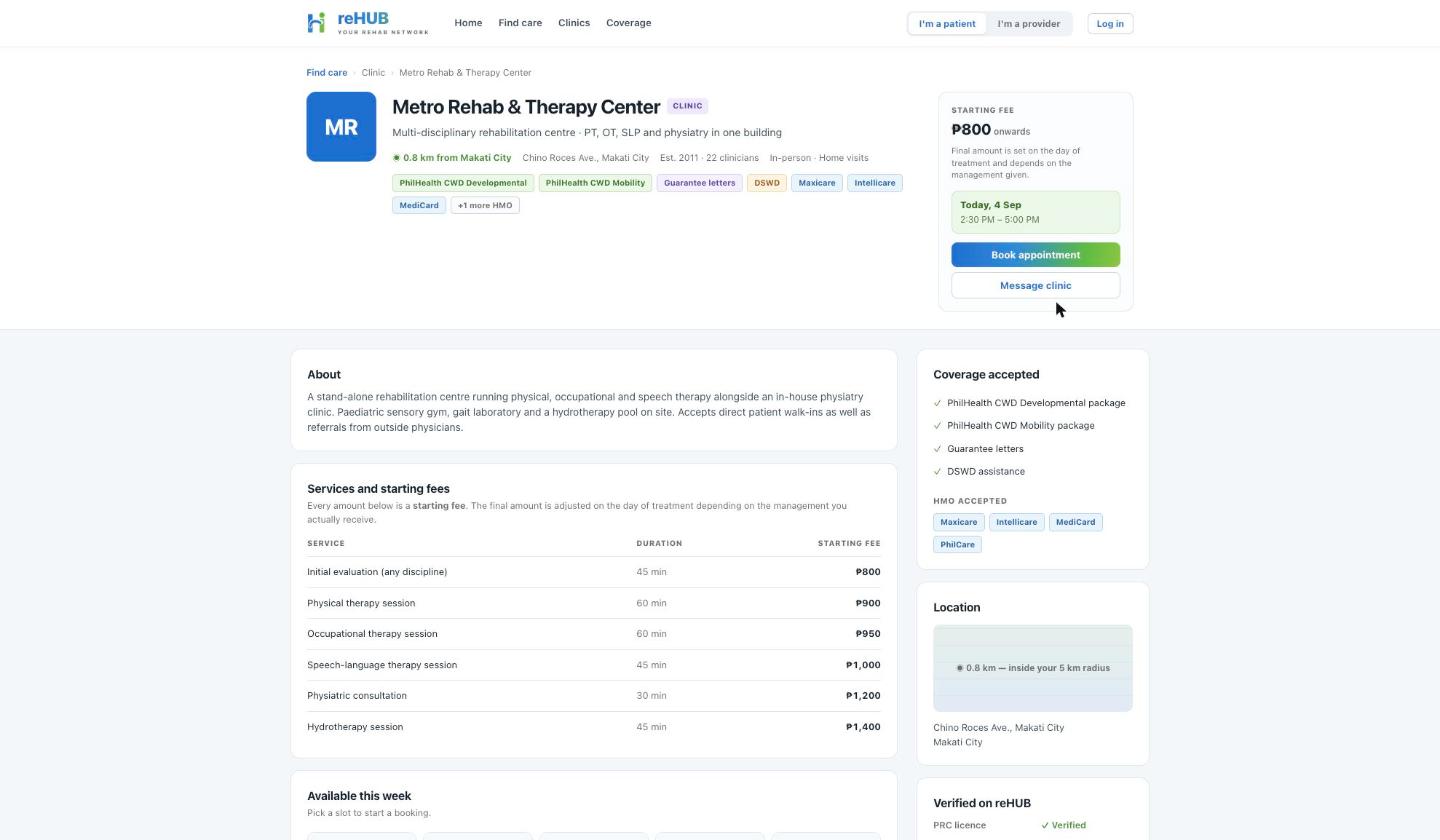 reHUB
YOUR REHAB NETWORK
Home Find care Clinics Coverage
I'm a patient I'm a provider Log in
Find care › Clinic › Metro Rehab & Therapy Center
MR
Metro Rehab & Therapy Center CLINIC
Multi-disciplinary rehabilitation centre · PT, OT, SLP and physiatry in one building
◉ 0.8 km from Makati City Chino Roces Ave., Makati City Est. 2011 · 22 clinicians In-person · Home visits
PhilHealth CWD Developmental PhilHealth CWD Mobility Guarantee letters DSWD Maxicare Intellicare
MediCard +1 more HMO
STARTING FEE
₱800 onwards
Final amount is set on the day of
treatment and depends on the
management given.
Today, 4 Sep
2:30 PM – 5:00 PM
Book appointment
Message clinic
About
A stand-alone rehabilitation centre running physical, occupational and speech therapy alongside an in-house physiatry
clinic. Paediatric sensory gym, gait laboratory and a hydrotherapy pool on site. Accepts direct patient walk-ins as well as
referrals from outside physicians.
Services and starting fees
Every amount below is a starting fee. The final amount is adjusted on the day of treatment depending on the management you
actually receive.
SERVICE DURATION STARTING FEE
Initial evaluation (any discipline) 45 min ₱800
Physical therapy session 60 min ₱900
Occupational therapy session 60 min ₱950
Speech-language therapy session 45 min ₱1,000
Physiatric consultation 30 min ₱1,200
Hydrotherapy session 45 min ₱1,400
Available this week
Pick a slot to start a booking.
Coverage accepted
✓ PhilHealth CWD Developmental package
✓ PhilHealth CWD Mobility package
✓ Guarantee letters
✓ DSWD assistance
HMO ACCEPTED
Maxicare Intellicare MediCard
PhilCare
Location
◉ 0.8 km — inside your 5 km radius
Chino Roces Ave., Makati City
Makati City
Verified on reHUB
PRC licence ✓ Verified